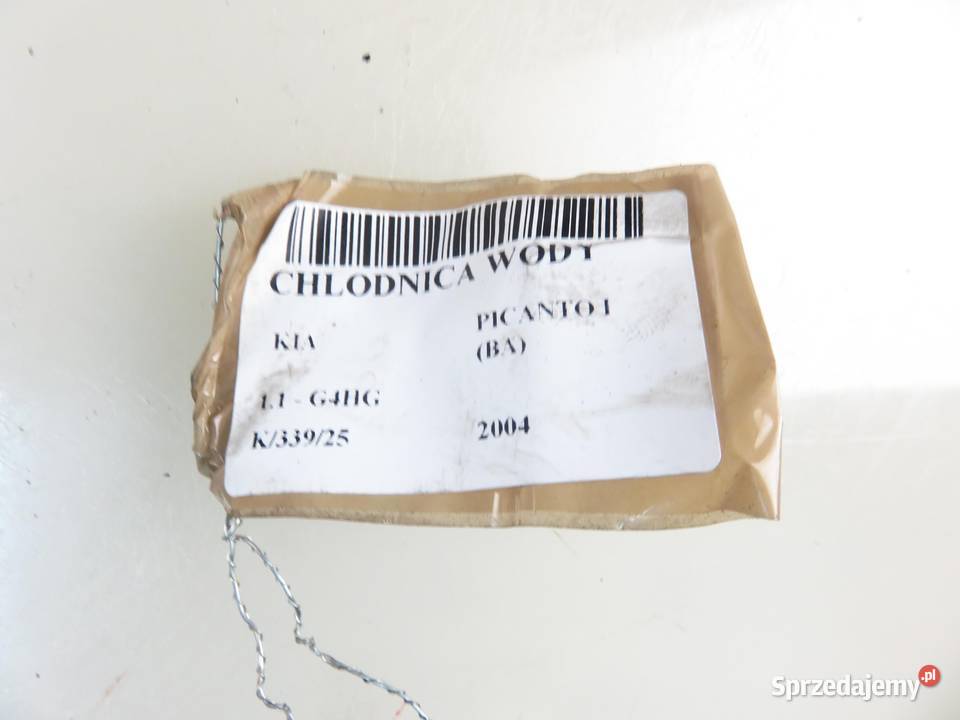 CHLODNICA WODY
KIA PICANTO I
(BA)
1.1 - G4HG
K/339/25 2004
Sprzedajemy.pl